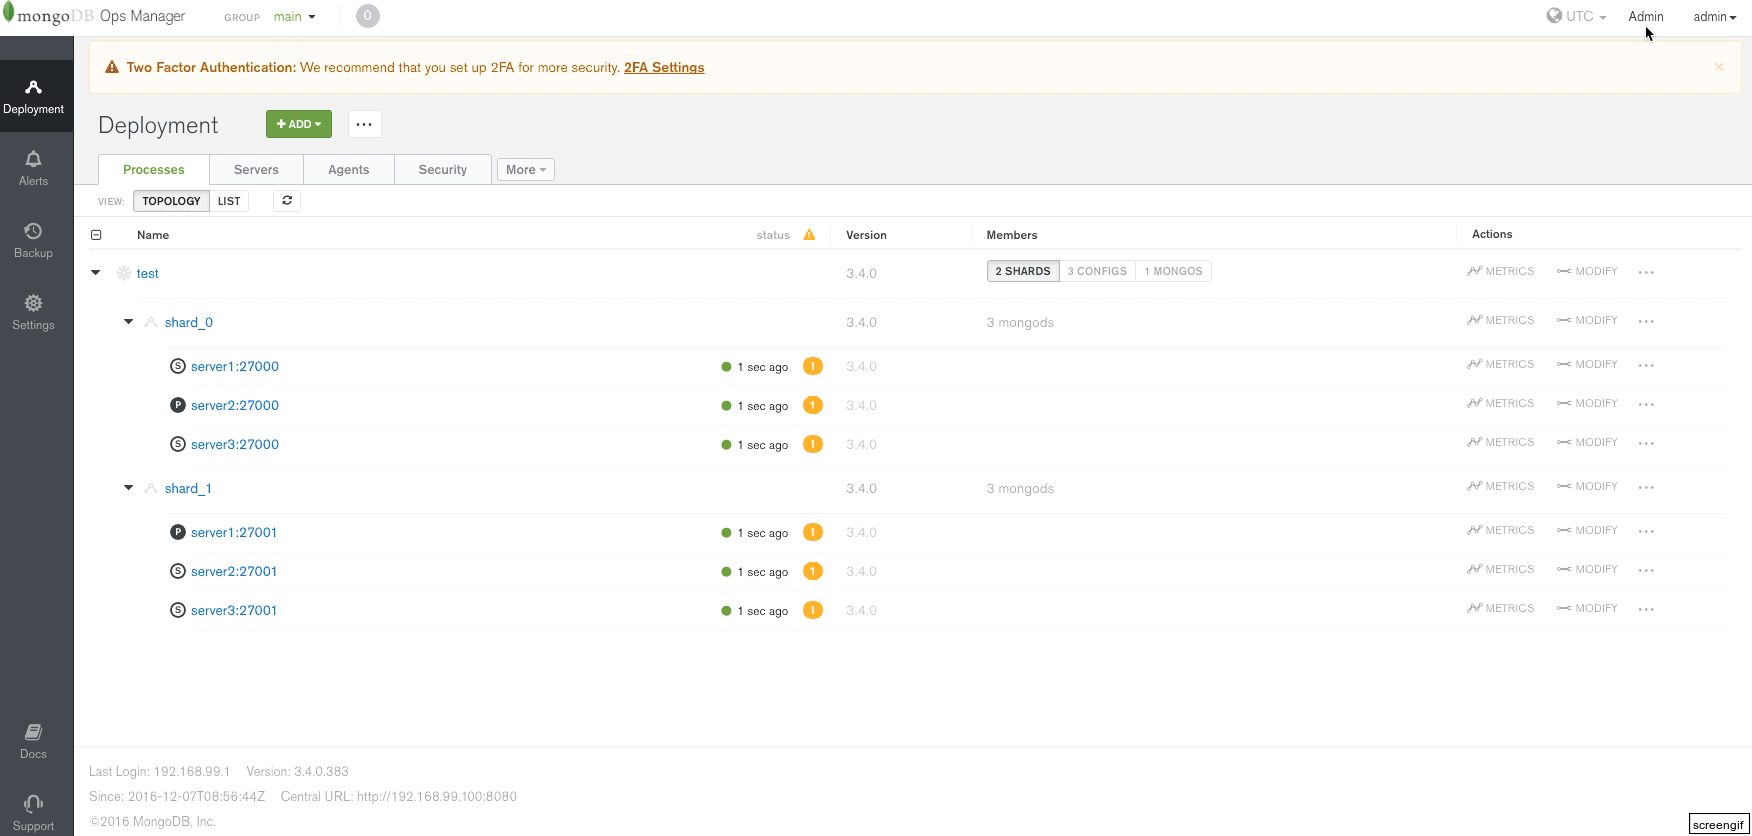 mongoDB Ops Manager GROUP main 0 UTC Admin admin
Two Factor Authentication: We recommend that you set up 2FA for more security. 2FA Settings ×
Deployment
Alerts
Backup
Settings
Docs
Support
Deployment + ADD ...
Processes Servers Agents Security More
VIEW: TOPOLOGY LIST
Name status Version Members Actions
test 3.4.0 2 SHARDS 3 CONFIGS 1 MONGOS METRICS MODIFY ...
shard_0 3.4.0 3 mongods METRICS MODIFY ...
S server1:27000 1 sec ago 1 3.4.0 METRICS MODIFY ...
P server2:27000 1 sec ago 1 3.4.0 METRICS MODIFY ...
S server3:27000 1 sec ago 1 3.4.0 METRICS MODIFY ...
shard_1 3.4.0 3 mongods METRICS MODIFY ...
P server1:27001 1 sec ago 1 3.4.0 METRICS MODIFY ...
S server2:27001 1 sec ago 1 3.4.0 METRICS MODIFY ...
S server3:27001 1 sec ago 1 3.4.0 METRICS MODIFY ...
Last Login: 192.168.99.1 Version: 3.4.0.383
Since: 2016-12-07T08:56:44Z Central URL: http://192.168.99.100:8080
©2016 MongoDB, Inc.
screengif